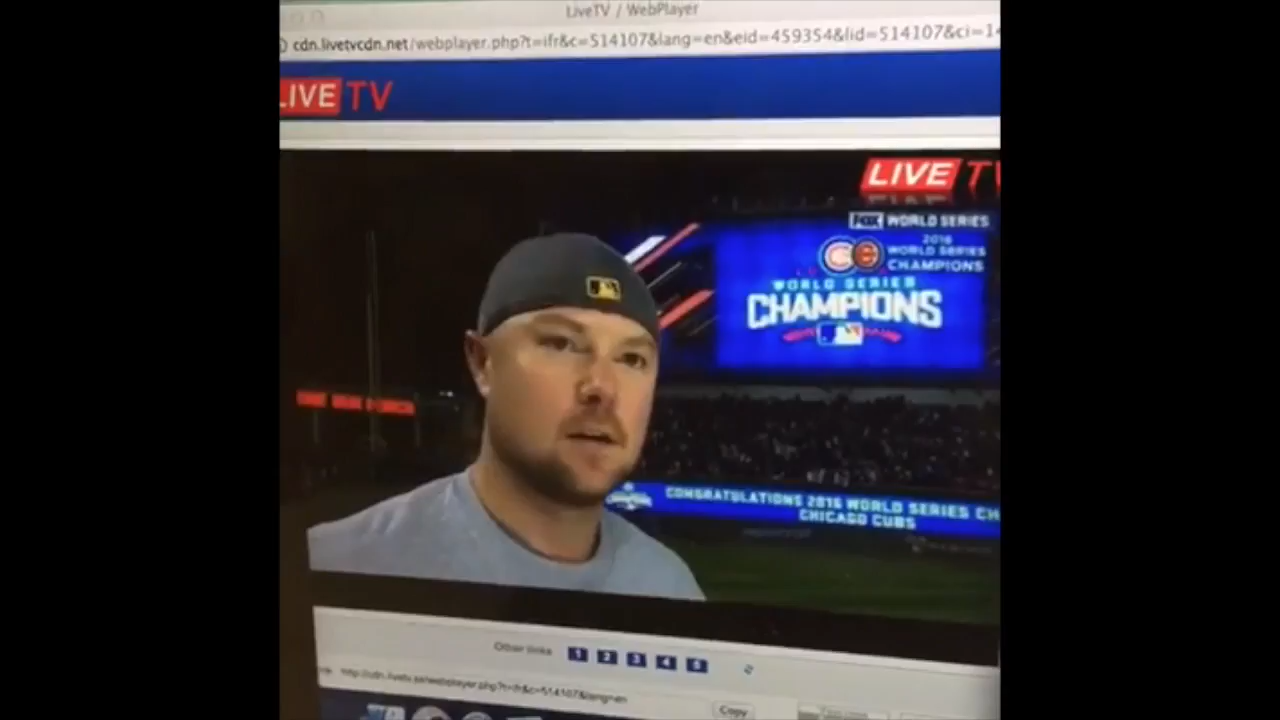 LiveTV / WebPlayer
cdn.livetvcdn.net/webplayer.php?t=ifr&c=514107&lang=en&eid=459354&lid=514107&ci=1
LIVE TV
LIVE TV
FOX WORLD SERIES
2016
WORLD SERIES
CHAMPIONS
WORLD SERIES
CHAMPIONS
CONGRATULATIONS 2016 WORLD SERIES CH
CHICAGO CUBS
Other links 1 2 3 4 5
Copy